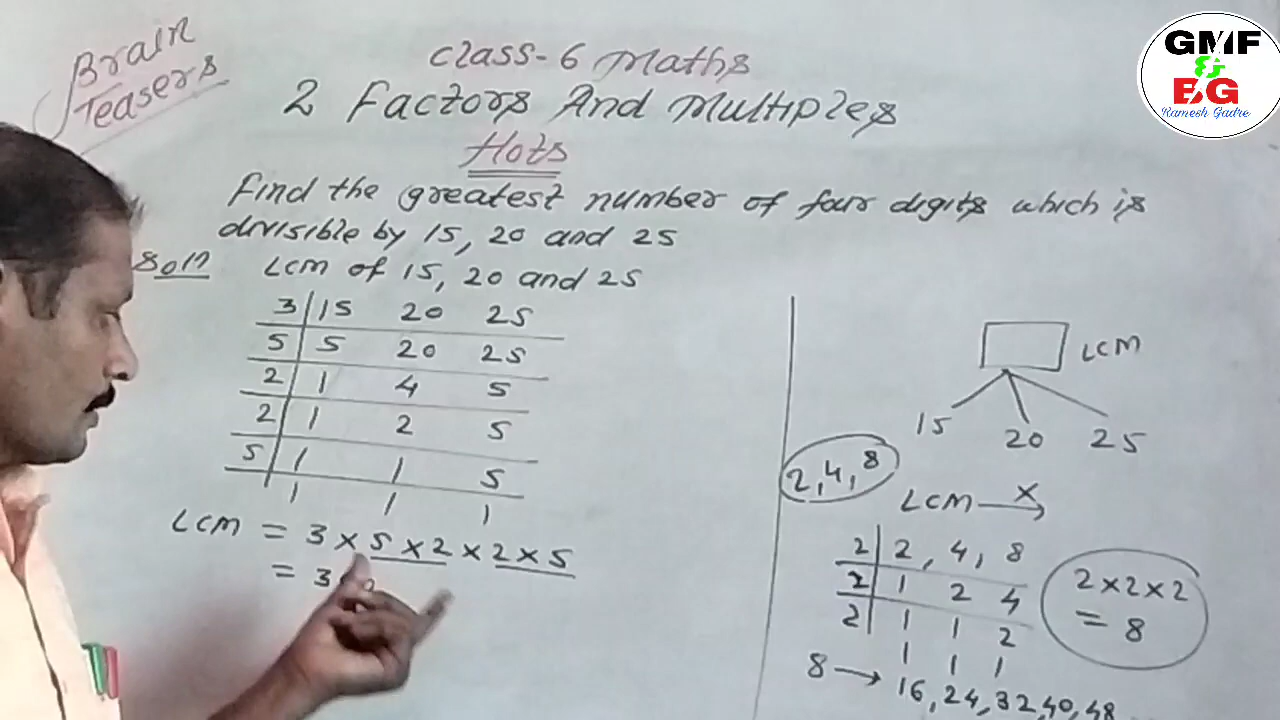 Brain
Teasers
Class-6 Maths
2 Factors And Multiples
Hots
Find the greatest number of four digits which is
divisible by 15, 20 and 25
Soln LCM of 15, 20 and 25
3 | 15 20 25
5 | 5 20 25
2 | 1 4 5
2 | 1 2 5
5 | 1 1 5
1 1 1
LCM = 3 × 5 × 2 × 2 × 5
= 3
LCM
15 20 25
2, 4, 8
LCM ×
2 | 2, 4, 8
2 | 1 2 4
2 | 1 1 2
1 1 1
2 × 2 × 2
= 8
8 → 16, 24, 32, 40, 48
GMF
&
BG
Ramesh Gadre